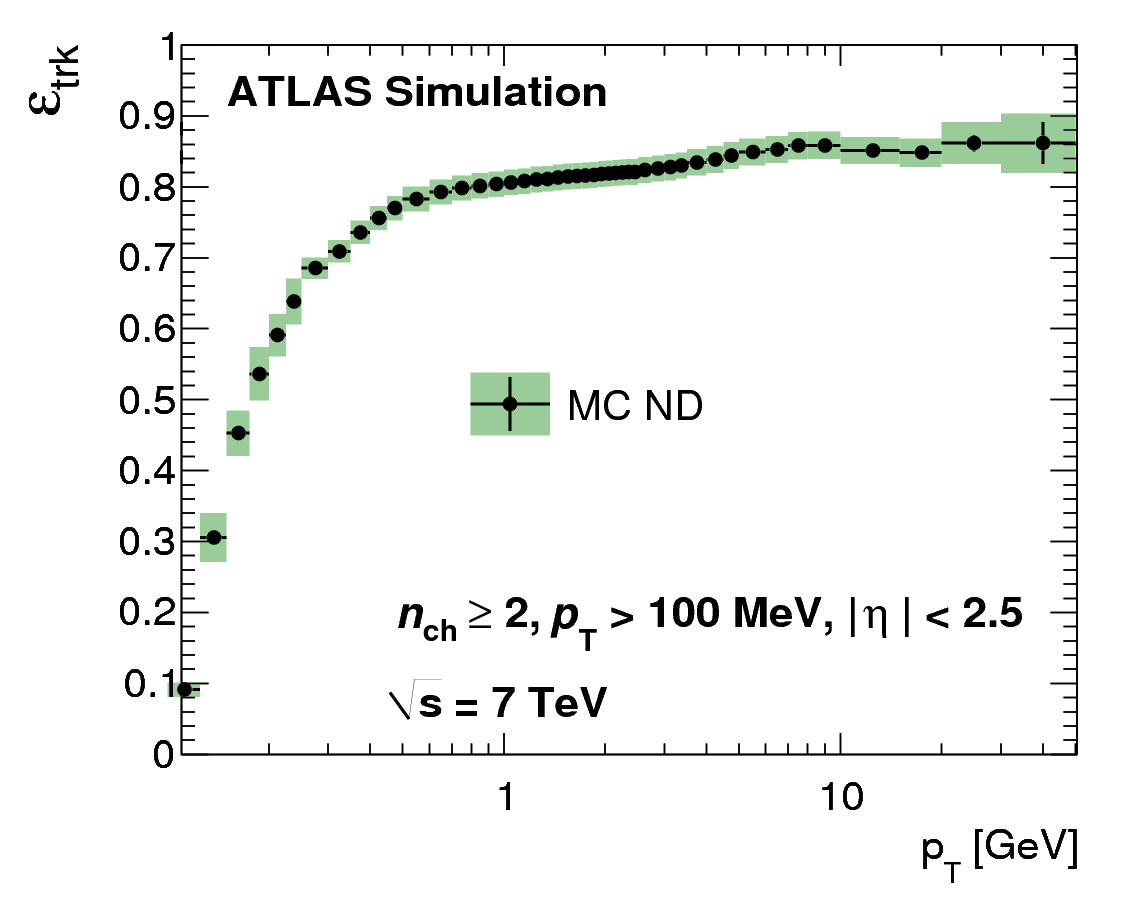 ε_trk
1
ATLAS Simulation
0.9
0.8
0.7
0.6
0.5
MC ND
0.4
0.3
0.2
n_ch ≥ 2, p_T > 100 MeV, | η | < 2.5
0.1
√s = 7 TeV
0
1 10
p_T [GeV]